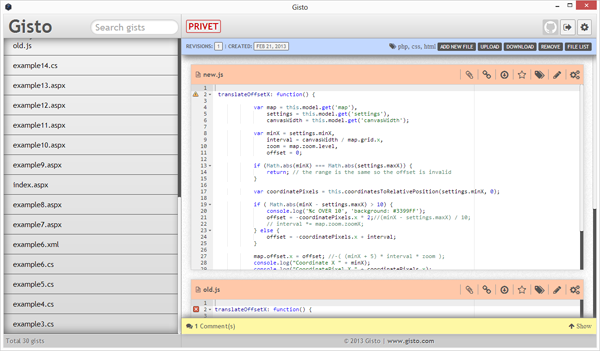 Gisto
Gisto
Search gists
old.js
example14.cs
example13.aspx
example12.aspx
example11.aspx
example10.aspx
example9.aspx
index.aspx
example8.aspx
example7.aspx
example6.xml
example6.cs
example5.cs
example4.cs
example3.cs
Total 38 gists
PRIVET
REVISIONS: 1 | CREATED: FEB 21, 2013
php, css, html ADD NEW FILE UPLOAD DOWNLOAD REMOVE FILE LIST
new.js
1
2 translateOffsetX: function() {
3
4 var map = this.model.get('map'),
5 settings = this.model.get('settings'),
6 canvasWidth = this.model.get('canvasWidth');
7
8 var minX = settings.minX,
9 interval = canvasWidth / map.grid.x,
10 zoom = map.zoom.level,
11 offset = 0;
12
13 if (Math.abs(minX) === Math.abs(settings.maxX)) {
14 return; // the range is the same so the offset is invalid
15 }
16
17 var coordinatePixels = this.coordinatesToRelativePosition(settings.minX, 0);
18
19 if ( Math.abs(minX - settings.maxX) > 10) {
20 console.log('%c OVER 10', 'background: #3399FF');
21 offset = -coordinatePixels.x * 2;//(minX - settings.maxX) / 10;
22 // interval *= map.zoom.zoomX;
23 } else {
24 offset = -coordinatePixels.x + interval;
25 }
26
27 map.offset.x = offset; //-( (minX + 5) * interval * zoom );
28 console.log("Coordinate X " + minX);
29 console.log("Coordinate Pixel X " + coordinatePixels.x);
old.js
1
2 translateOffsetX: function() {
1 Comment(s)
Show
© 2013 Gisto | www.gisto.com